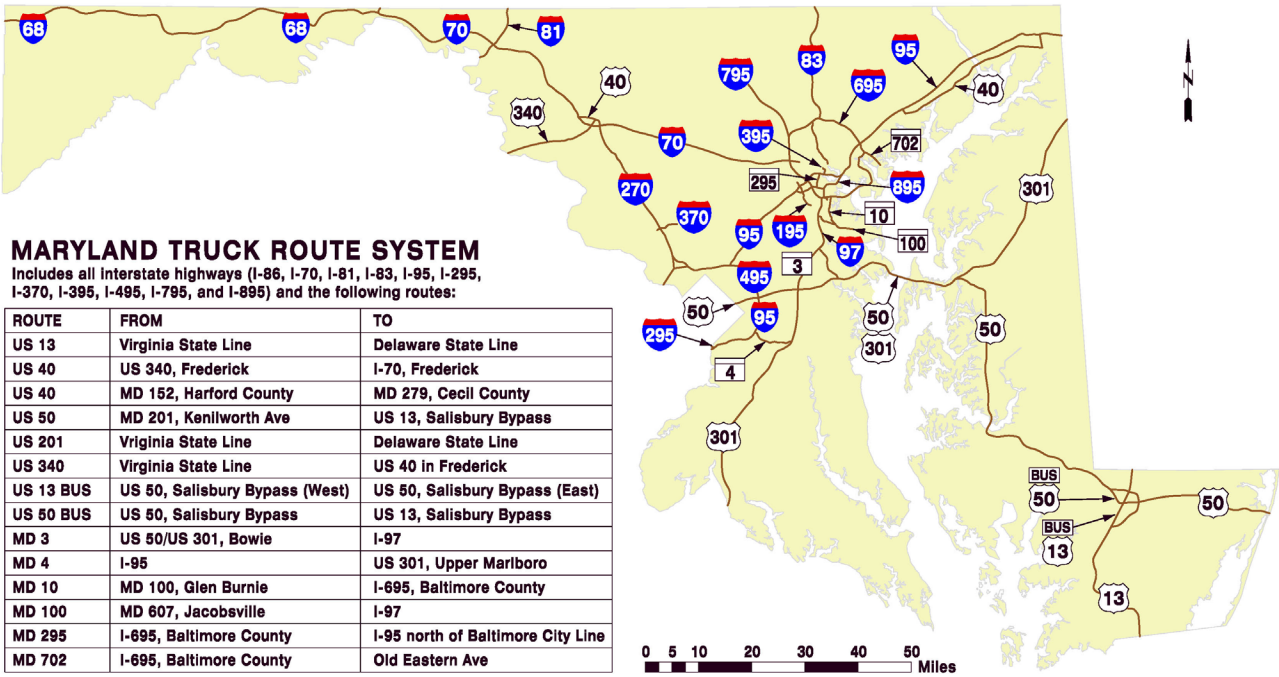 68
68
70
81
83
95
795
695
40
40
340
395
702
70
295
895
270
301
370
10
95
195
100
97
3
MARYLAND TRUCK ROUTE SYSTEM
Includes all interstate highways (I-86, I-70, I-81, I-83, I-95, I-295,
I-370, I-395, I-495, I-795, and I-895) and the following routes:
495
50
95
50
50
295
301
4
301
ROUTE FROM TO
US 13 Virginia State Line Delaware State Line
US 40 US 340, Frederick I-70, Frederick
US 40 MD 152, Harford County MD 279, Cecil County
US 50 MD 201, Kenilworth Ave US 13, Salisbury Bypass
US 201 Vriginia State Line Delaware State Line
US 340 Virginia State Line US 40 in Frederick
US 13 BUS US 50, Salisbury Bypass (West) US 50, Salisbury Bypass (East)
US 50 BUS US 50, Salisbury Bypass US 13, Salisbury Bypass
MD 3 US 50/US 301, Bowie I-97
MD 4 I-95 US 301, Upper Marlboro
MD 10 MD 100, Glen Burnie I-695, Baltimore County
MD 100 MD 607, Jacobsville I-97
MD 295 I-695, Baltimore County I-95 north of Baltimore City Line
MD 702 I-695, Baltimore County Old Eastern Ave
BUS
50
50
BUS
13
13
N
0 5 10 20 30 40 50
Miles